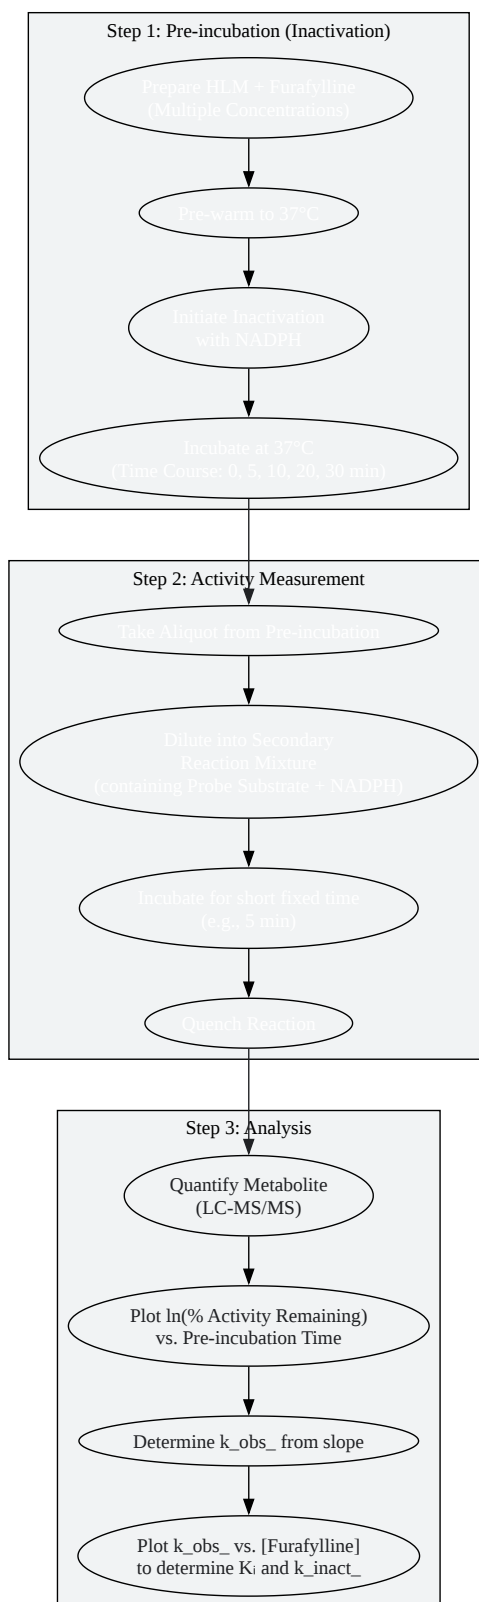 Step 1: Pre-incubation (Inactivation)
Prepare HLM + Furafylline
(Multiple Concentrations)
Pre-warm to 37°C
Initiate Inactivation
with NADPH
Incubate at 37°C
(Time Course: 0, 5, 10, 20, 30 min)
Step 2: Activity Measurement
Take Aliquot from Pre-incubation
Dilute into Secondary
Reaction Mixture
(containing Probe Substrate + NADPH)
Incubate for short fixed time
(e.g., 5 min)
Quench Reaction
Step 3: Analysis
Quantify Metabolite
(LC-MS/MS)
Plot ln(% Activity Remaining)
vs. Pre-incubation Time
Determine k_obs_ from slope
Plot k_obs_ vs. [Furafylline]
to determine Kᵢ and k_inact_